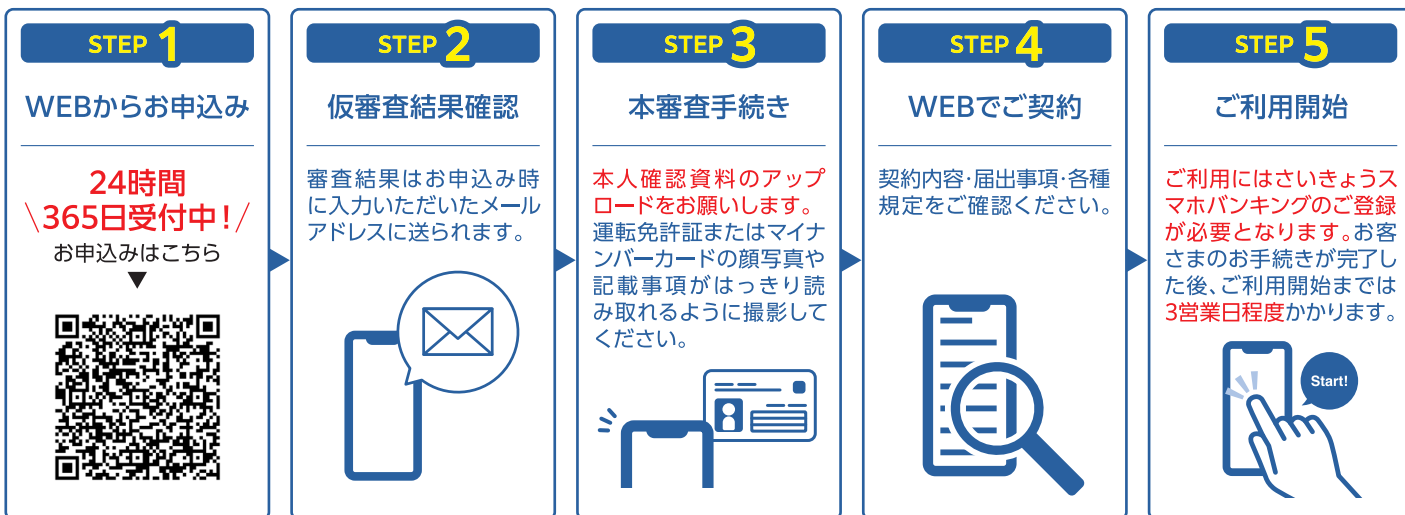 STEP 1
WEBからお申込み
24時間
\365日受付中!/
お申込みはこちら
▼
STEP 2
仮審査結果確認
審査結果はお申込み時
に入力いただいたメール
アドレスに送られます。
STEP 3
本審査手続き
本人確認資料のアップ
ロードをお願いします。
運転免許証またはマイナ
ンバーカードの顔写真や
記載事項がはっきり読
み取れるように撮影して
ください。
STEP 4
WEBでご契約
契約内容・届出事項・各種
規定をご確認ください。
STEP 5
ご利用開始
ご利用にはさいきょうス
マホバンキングのご登録
が必要となります。お客
さまのお手続きが完了し
た後、ご利用開始までは
3営業日程度かかります。
Start!